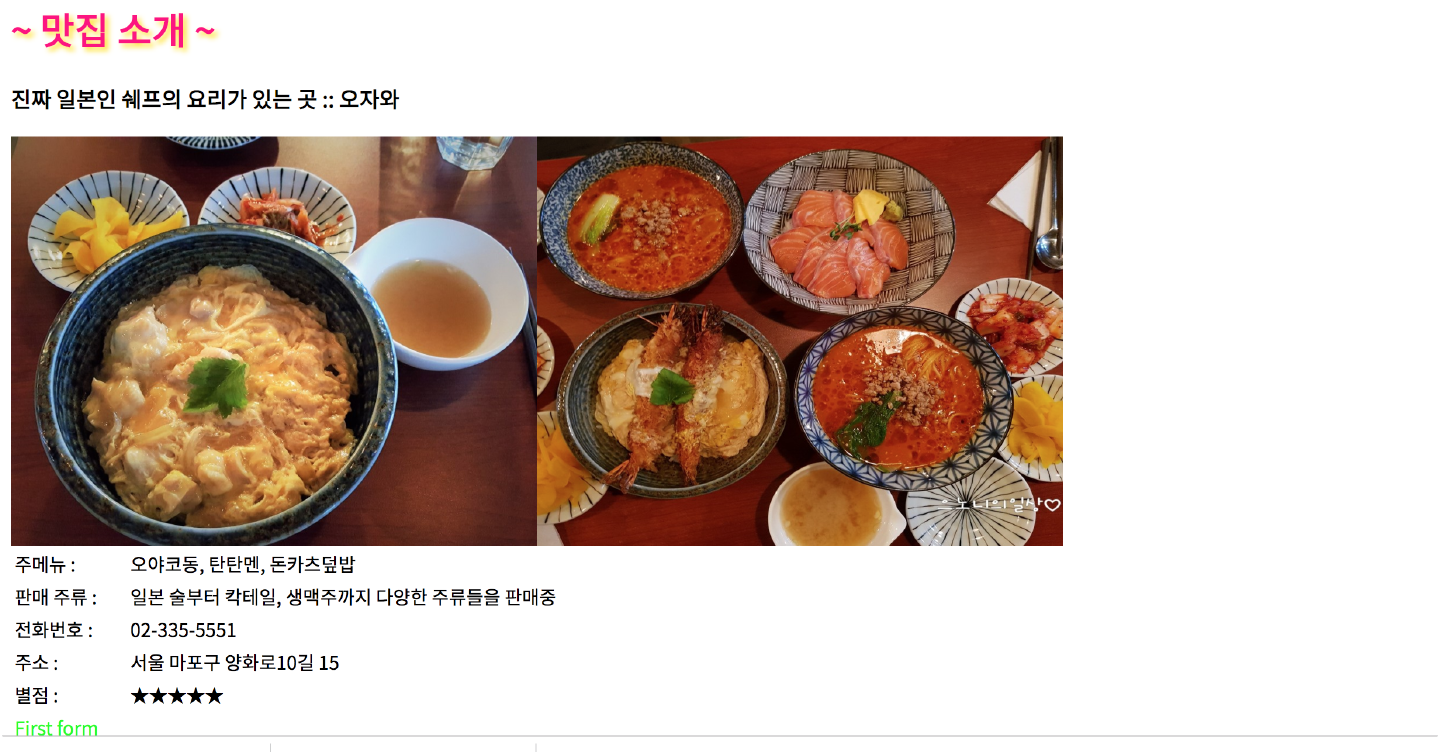 ~ 맛집 소개 ~
진짜 일본인 쉐프의 요리가 있는 곳 :: 오자와
나의일상♡
주메뉴 : 오야코동, 탄탄멘, 돈카츠덮밥
판매 주류 : 일본 술부터 칵테일, 생맥주까지 다양한 주류들을 판매중
전화번호 : 02-335-5551
주소 : 서울 마포구 양화로10길 15
별점 : ★★★★★
First form